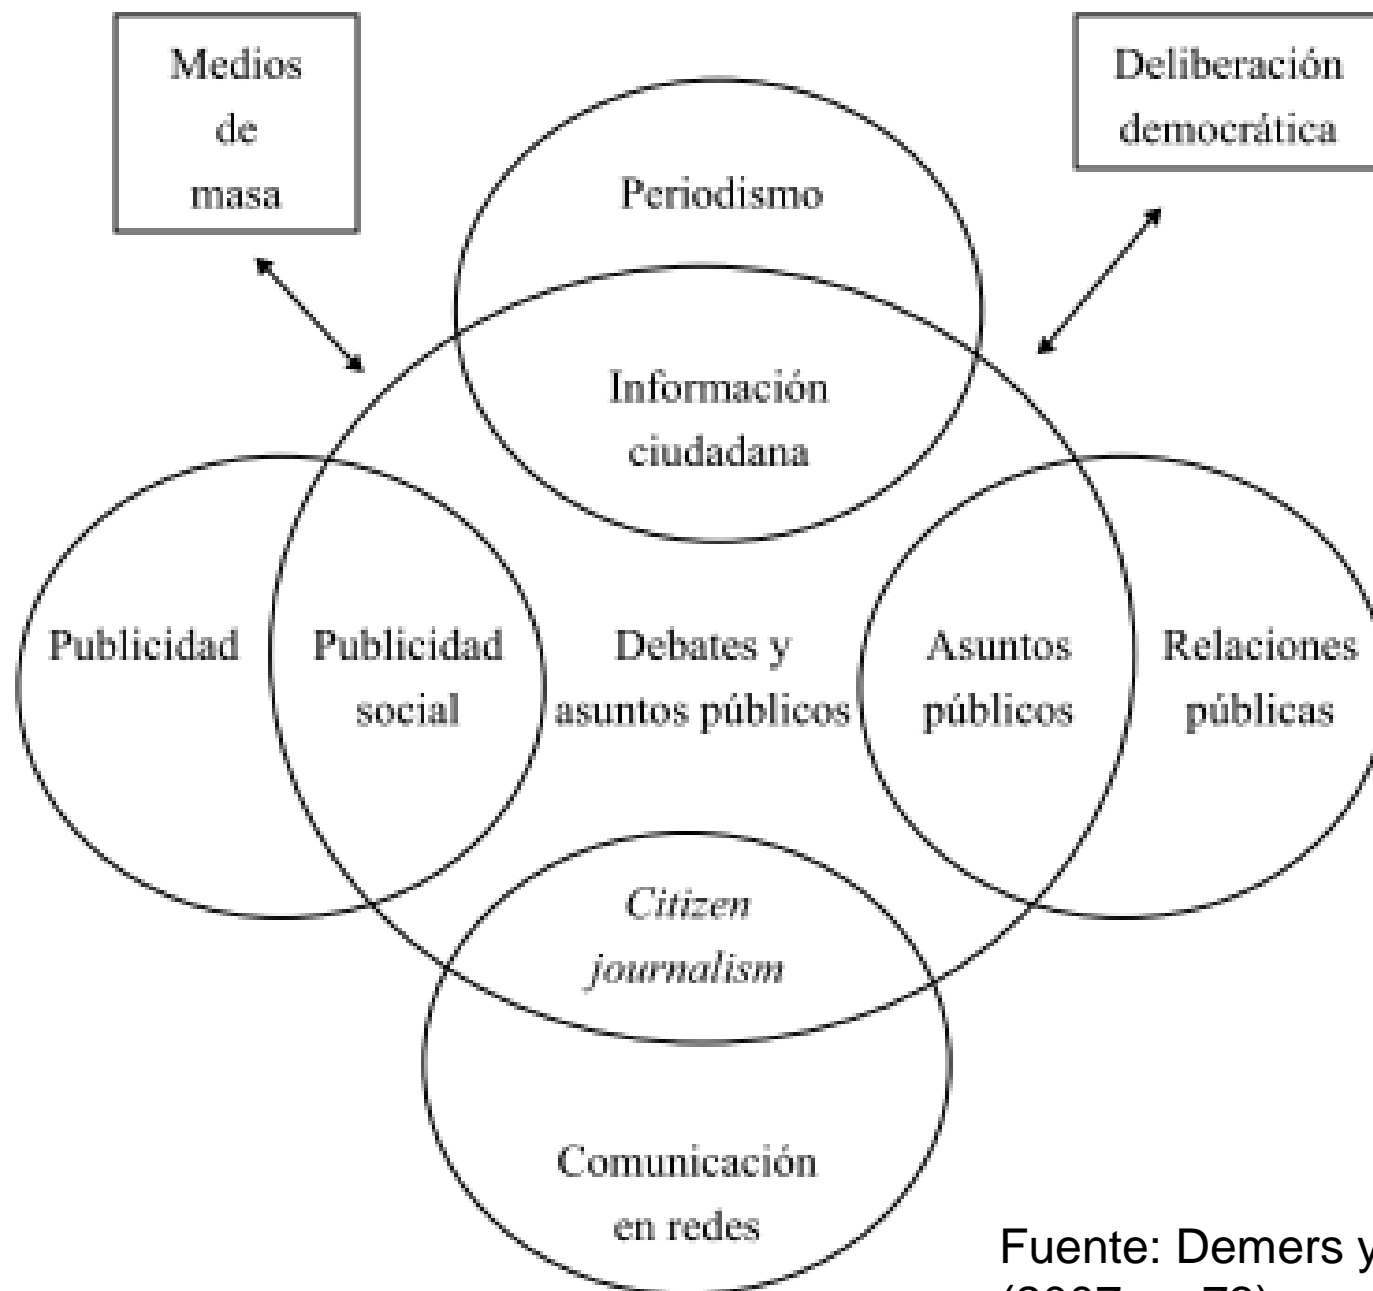 Medios
de
masa
Deliberación
democrática
Periodismo
Información
ciudadana
Publicidad
Publicidad
social
Debates y
asuntos públicos
Asuntos
públicos
Relaciones
públicas
Citizen
journalism
Comunicación
en redes
Fuente: Demers y